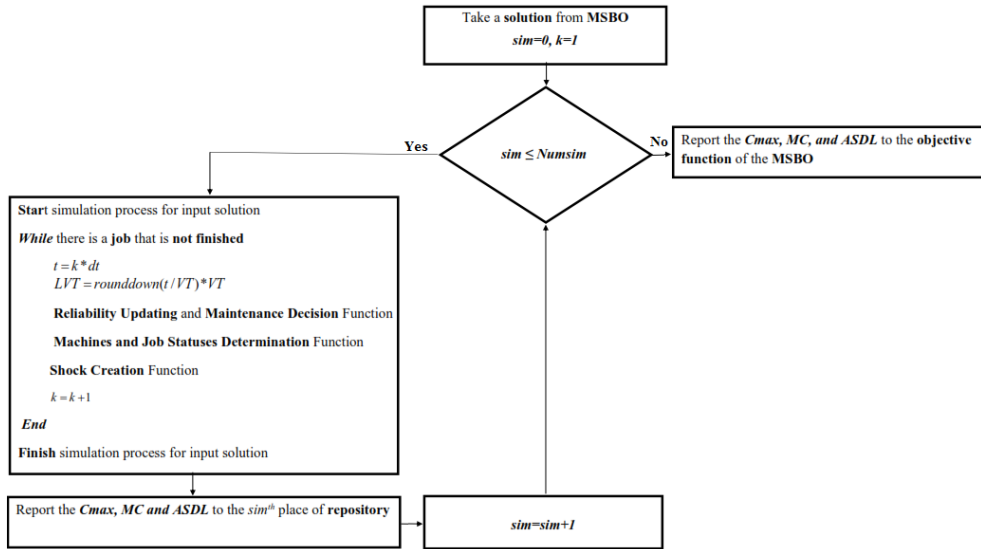 Take a solution from MSBO
sim=0, k=1
sim ≤ Numsim
Yes
No
Report the Cmax, MC, and ASDL to the objective
function of the MSBO
Start simulation process for input solution
While there is a job that is not finished
t = k * dt
LVT = rounddown(t / VT) * VT
Reliability Updating and Maintenance Decision Function
Machines and Job Statuses Determination Function
Shock Creation Function
k = k +1
End
Finish simulation process for input solution
Report the Cmax, MC and ASDL to the simth place of repository
sim=sim+1